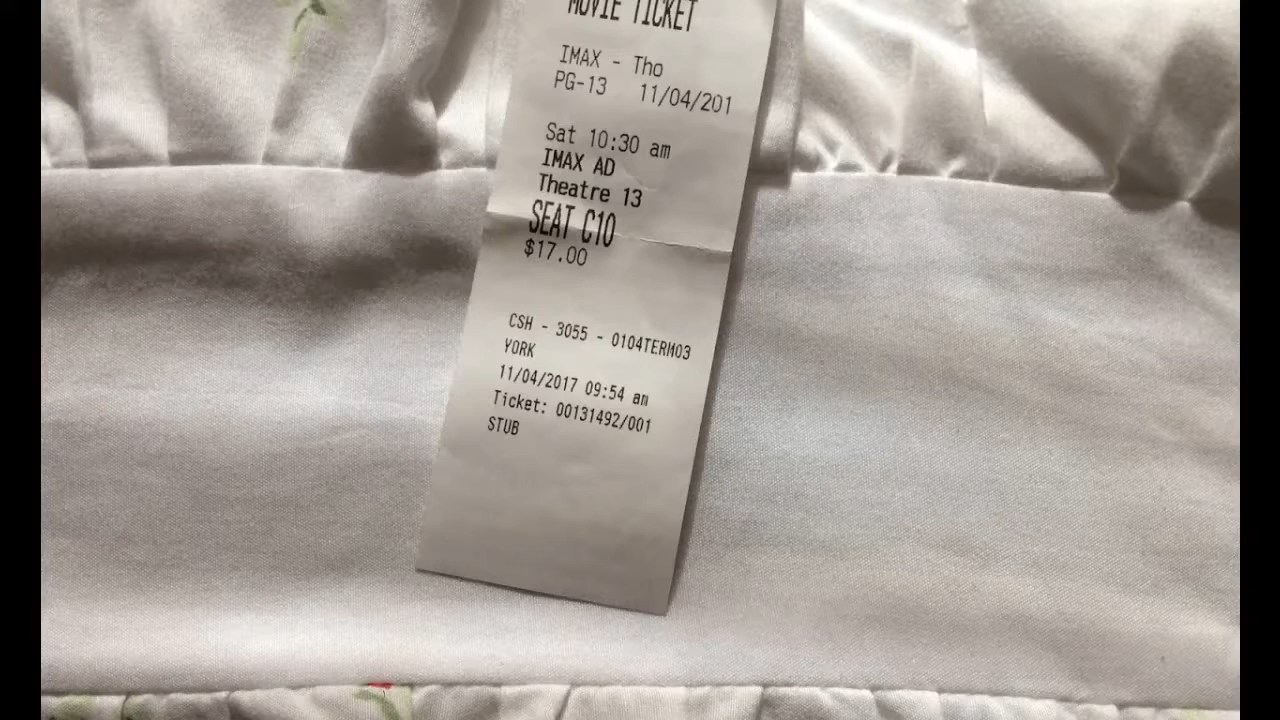 MOVIE TICKET
IMAX - Tho
PG-13 11/04/201
Sat 10:30 am
IMAX AD
Theatre 13
SEAT C10
$17.00
CSH - 3055 - 0104TERM03
YORK
11/04/2017 09:54 am
Ticket: 00131492/001
STUB